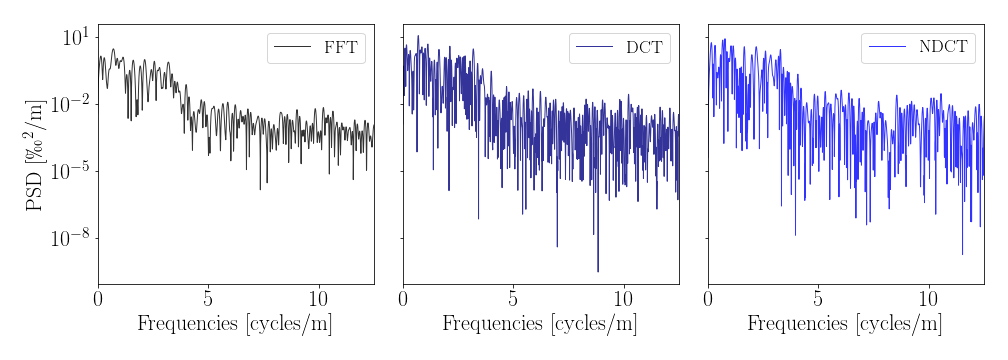 FFT
DCT
NDCT
PSD [‰²/m]
10¹
10⁻²
10⁻⁵
10⁻⁸
0 5 10
0 5 10
0 5 10
Frequencies [cycles/m]
Frequencies [cycles/m]
Frequencies [cycles/m]